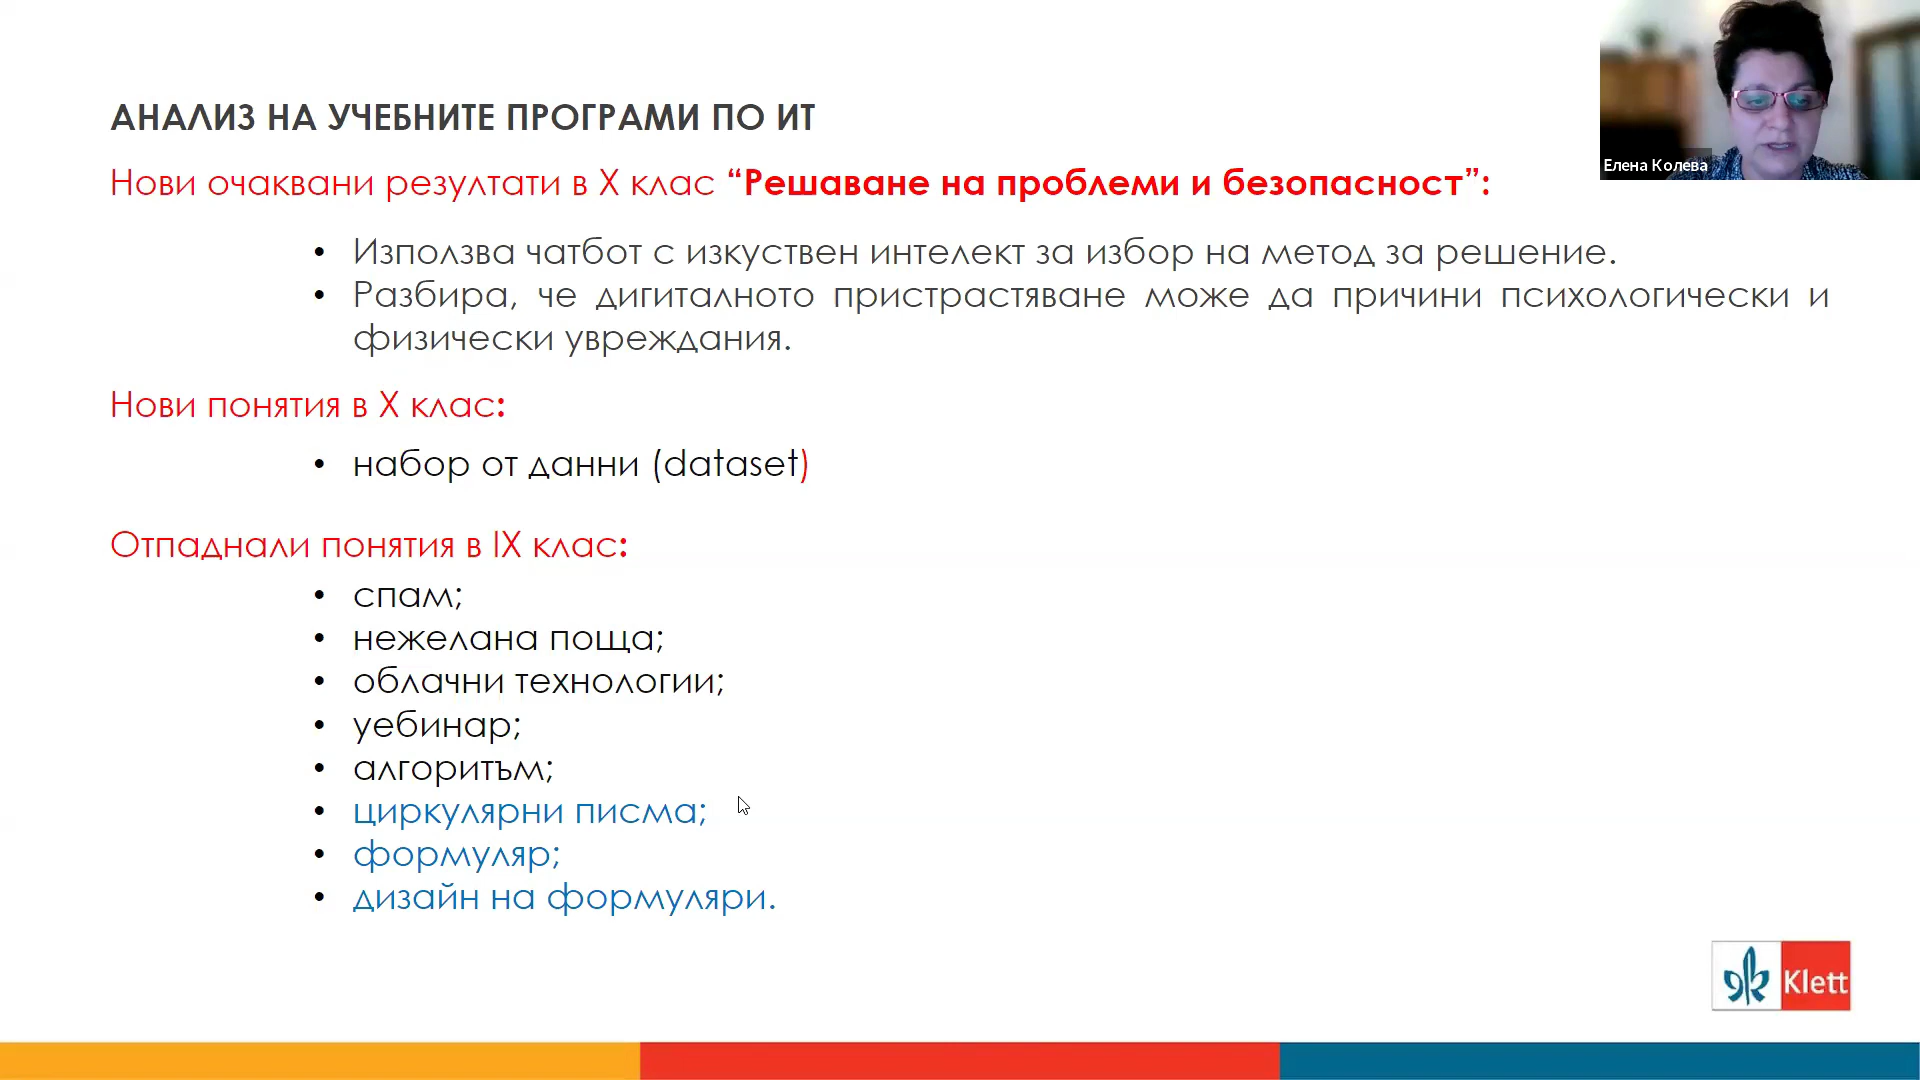 АНАЛИЗ НА УЧЕБНИТЕ ПРОГРАМИ ПО ИТ
Елена Колева
Нови очаквани резултати в X клас “Решаване на проблеми и безопасност”:
• Използва чатбот с изкуствен интелект за избор на метод за решение.
• Разбира, че дигиталното пристрастяване може да причини психологически и
физически увреждания.
Нови понятия в X клас:
• набор от данни (dataset)
Отпаднали понятия в IX клас:
• спам;
• нежелана поща;
• облачни технологии;
• уебинар;
• алгоритъм;
• циркулярни писма;
• формуляр;
• дизайн на формуляри.
Klett